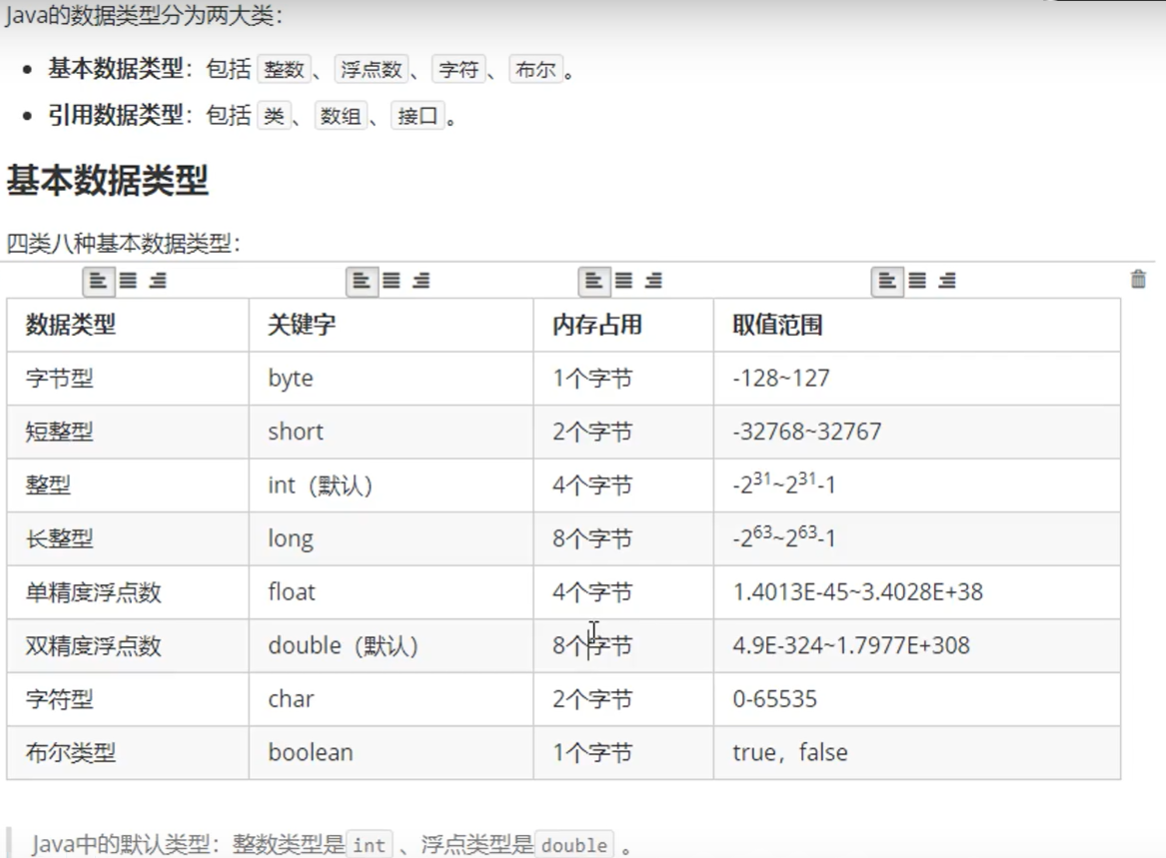 Java的数据类型分为两大类：
• 基本数据类型：包括 整数、浮点数、字符、布尔。
• 引用数据类型：包括 类、数组、接口。
基本数据类型
四类八种基本数据类型：
数据类型 关键字 内存占用 取值范围
字节型 byte 1个字节 -128~127
短整型 short 2个字节 -32768~32767
整型 int（默认） 4个字节 -2³¹~2³¹-1
长整型 long 8个字节 -2⁶³~2⁶³-1
单精度浮点数 float 4个字节 1.4013E-45~3.4028E+38
双精度浮点数 double（默认） 8个字节 4.9E-324~1.7977E+308
字符型 char 2个字节 0-65535
布尔类型 boolean 1个字节 true，false
Java中的默认类型：整数类型是 int 、浮点类型是 double 。